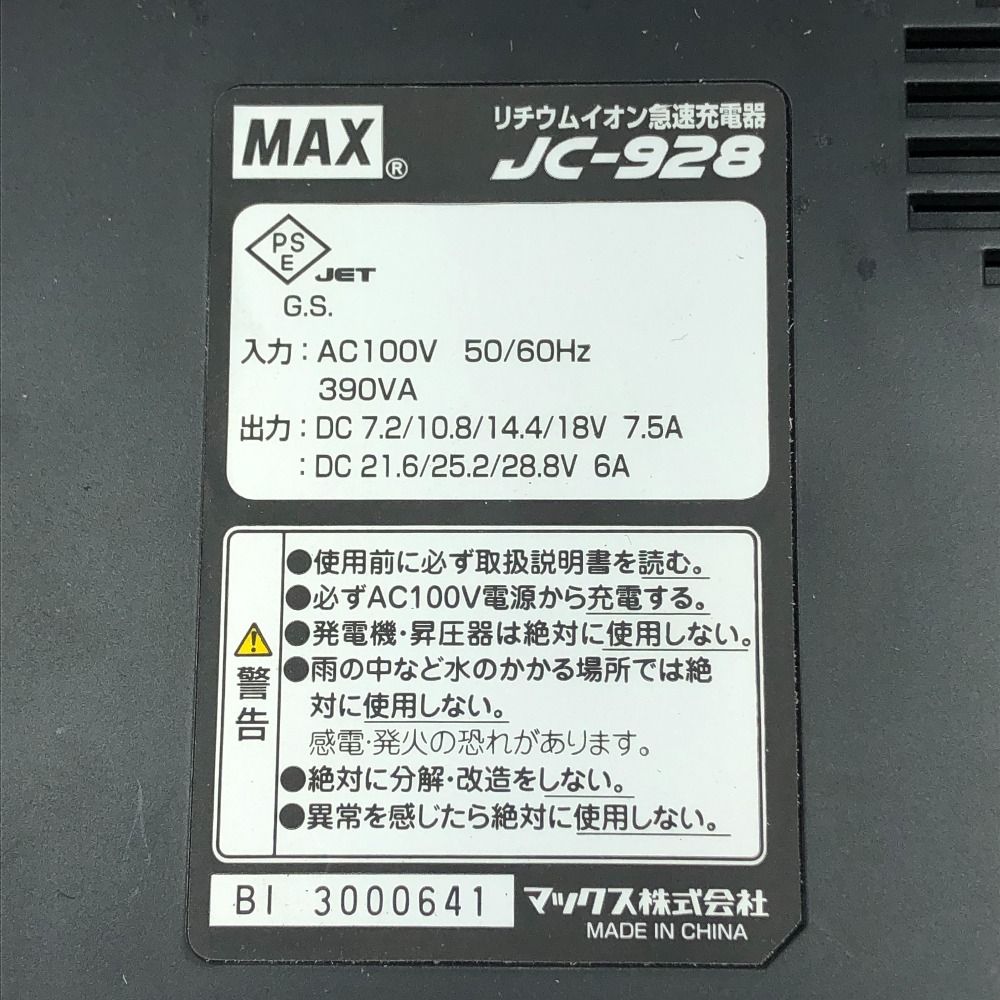 MAX®
リチウムイオン急速充電器
JC-928
PSE JET
G.S.
入力：AC100V 50/60Hz
390VA
出力：DC 7.2/10.8/14.4/18V 7.5A
：DC 21.6/25.2/28.8V 6A
警告
●使用前に必ず取扱説明書を読む。
●必ずAC100V電源から充電する。
●発電機・昇圧器は絶対に使用しない。
●雨の中など水のかかる場所では絶
対に使用しない。
感電・発火の恐れがあります。
●絶対に分解・改造をしない。
●異常を感じたら絶対に使用しない。
BI 3000641
マックス株式会社
MADE IN CHINA